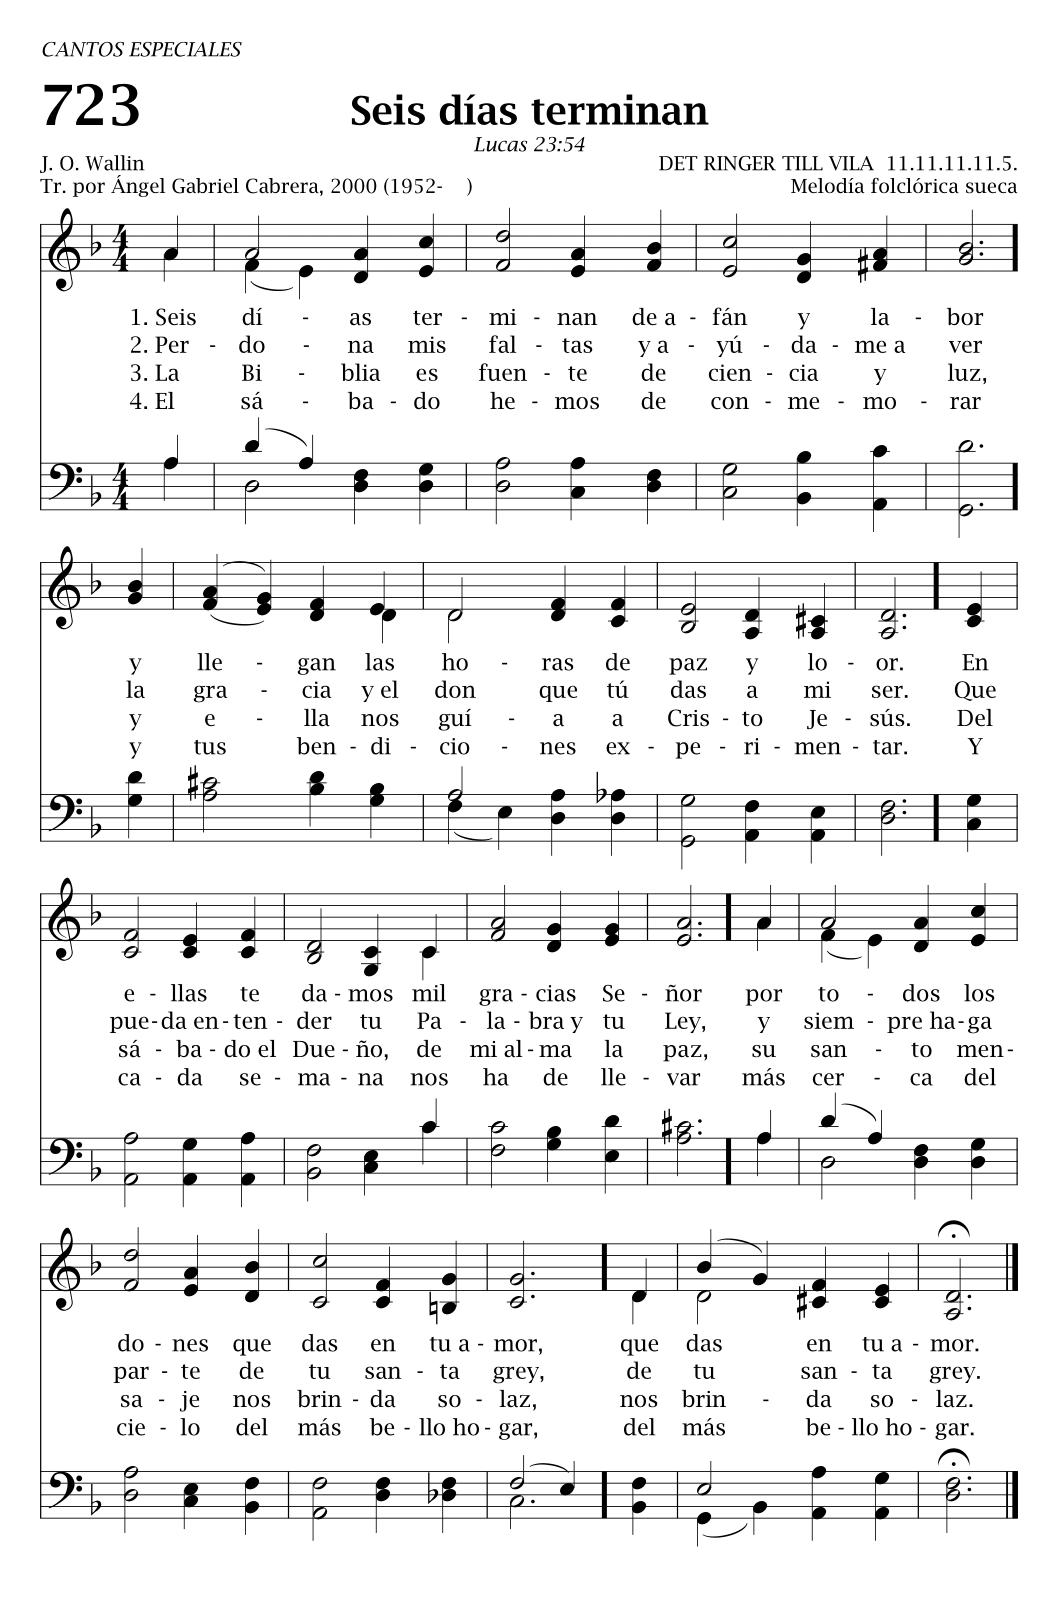 CANTOS ESPECIALES
723
Seis días terminan
Lucas 23:54
J. O. Wallin
DET RINGER TILL VILA 11.11.11.11.5.
Tr. por Ángel Gabriel Cabrera, 2000 (1952- )
Melodía folclórica sueca
1. Seis dí - as ter - mi - nan de a - fán y la - bor
2. Per - do - na mis fal - tas y a - yú - da - me a ver
3. La Bi - blia es fuen - te de cien - cia y luz,
4. El sá - ba - do he - mos de con - me - mo - rar
y lle - gan las ho - ras de paz y lo - or. En
la gra - cia y el don que tú das a mi ser. Que
y e - lla nos guí - a a Cris - to Je - sús. Del
y tus ben - di - cio - nes ex - pe - ri - men - tar. Y
e - llas te da - mos mil gra - cias Se - ñor por to - dos los
pue - da en - ten - der tu Pa - la - bra y tu Ley, y siem - pre ha - ga
sá - ba - do el Due - ño, de mi al - ma la paz, su san - to men -
ca - da se - ma - na nos ha de lle - var más cer - ca del
do - nes que das en tu a - mor, que das en tu a - mor.
par - te de tu san - ta grey, de tu san - ta grey.
sa - je nos brin - da so - laz, nos brin - da so - laz.
cie - lo del más be - llo ho - gar, del más be - llo ho - gar.